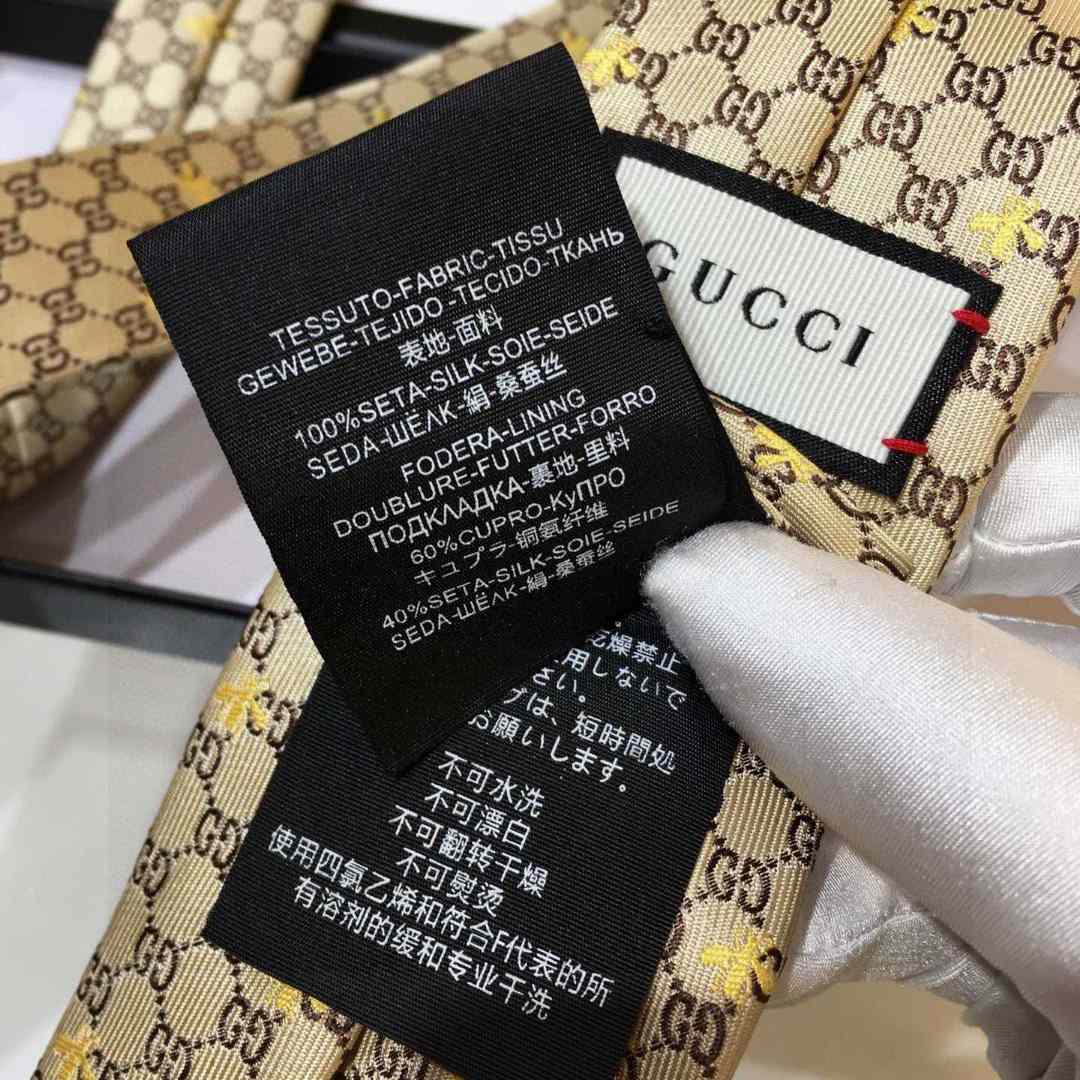 TESSUTO-FABRIC-TISSU
GEWEBE-TEJIDO-TECIDO-ТКАНЬ
表地-面料
100%SETA-SILK-SOIE-SEIDE
SEDA-ШЁЛК-絹-桑蚕丝
FODERA-LINING
DOUBLURE-FUTTER-FORRO
ПОДКЛАДКА-裏地-里料
60%CUPRO-КуПРО
キュプラ-铜氨纤维
40%SETA-SILK-SOIE-SEIDE
SEDA-ШЁЛК-絹-桑蚕丝
GUCCI
乾燥禁止
用しないで
さい。
グは、短時間処
お願いします。
不可水洗
不可漂白
不可翻转干燥
不可熨烫
使用四氯乙烯和符合F代表的所
有溶剂的缓和专业干洗